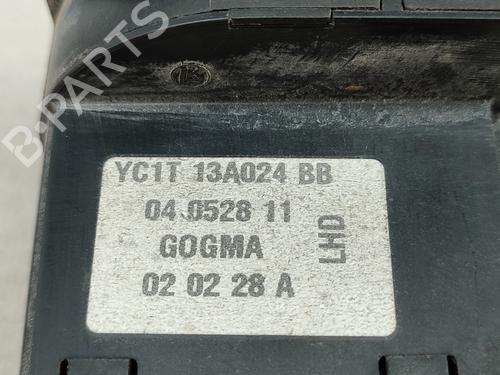 YC1T 13A024 BB
04 0528 11
GOGMA
02 02 28 A
LHD
B-PARTS